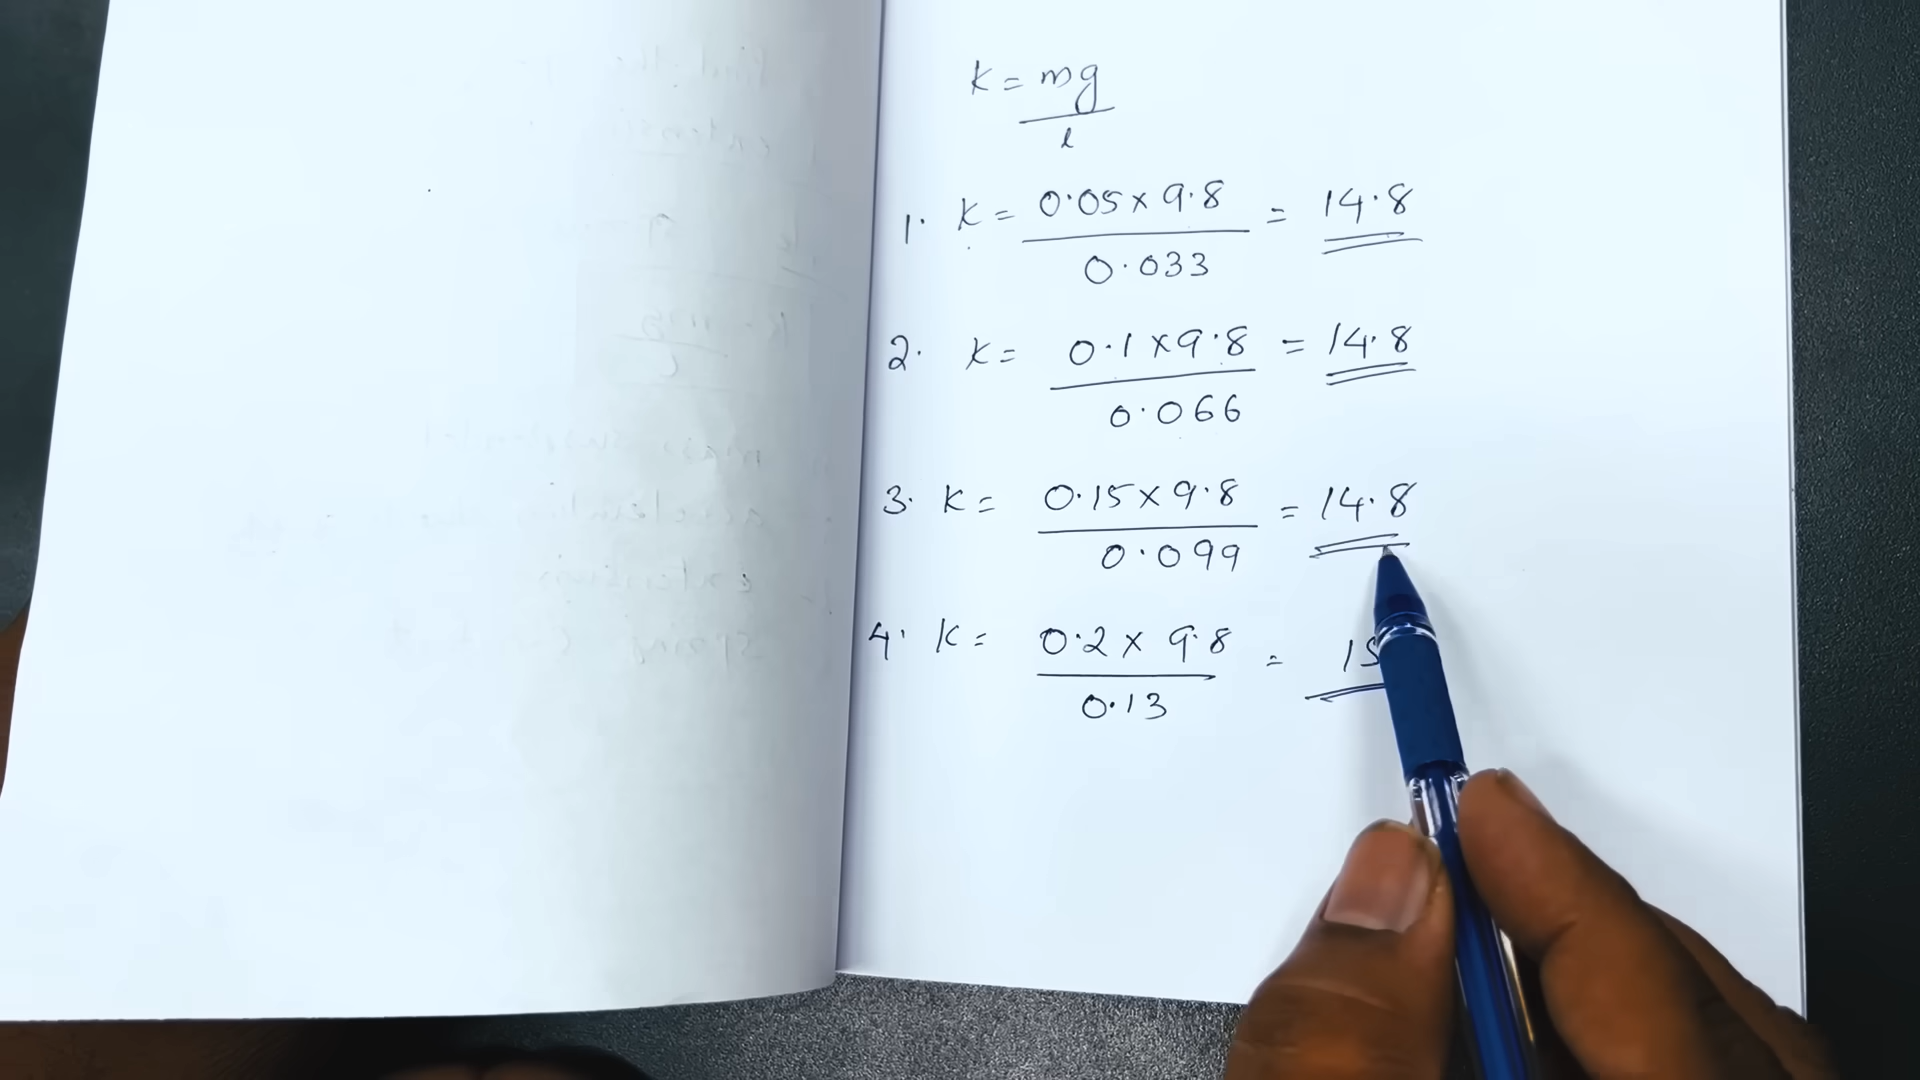 K = mg
l
1. K = 0.05 x 9.8 = 14.8
0.033
2. K = 0.1 x 9.8 = 14.8
0.066
3. K = 0.15 x 9.8 = 14.8
0.099
4. K = 0.2 x 9.8 = 15
0.13